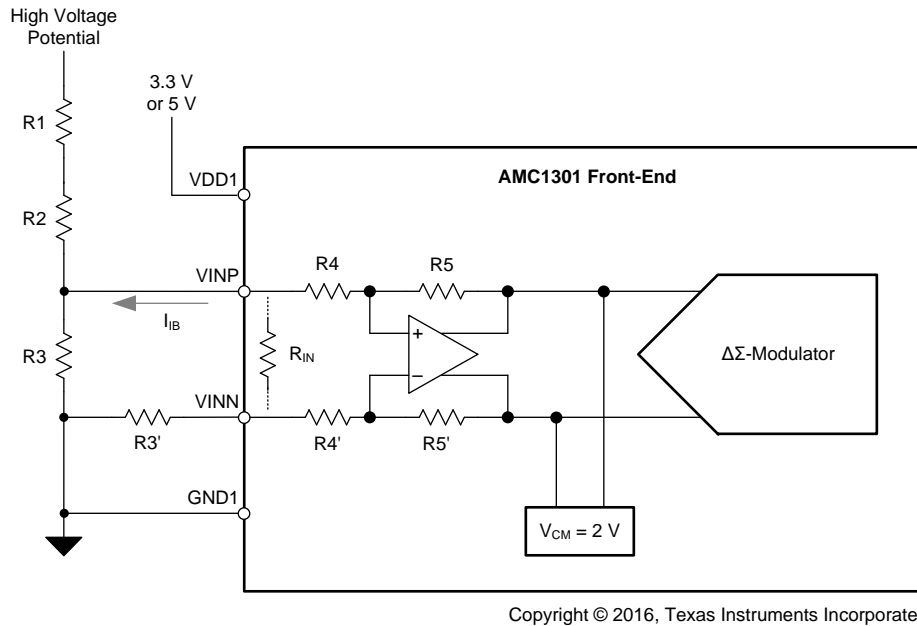 High Voltage
Potential
3.3 V
or 5 V
R1
VDD1
AMC1301 Front-End
R2
VINP
R4
R5
IIB
+
R3
RIN
ΔΣ-Modulator
−
VINN
R3'
R4'
R5'
GND1
VCM = 2 V
Copyright © 2016, Texas Instruments Incorporate